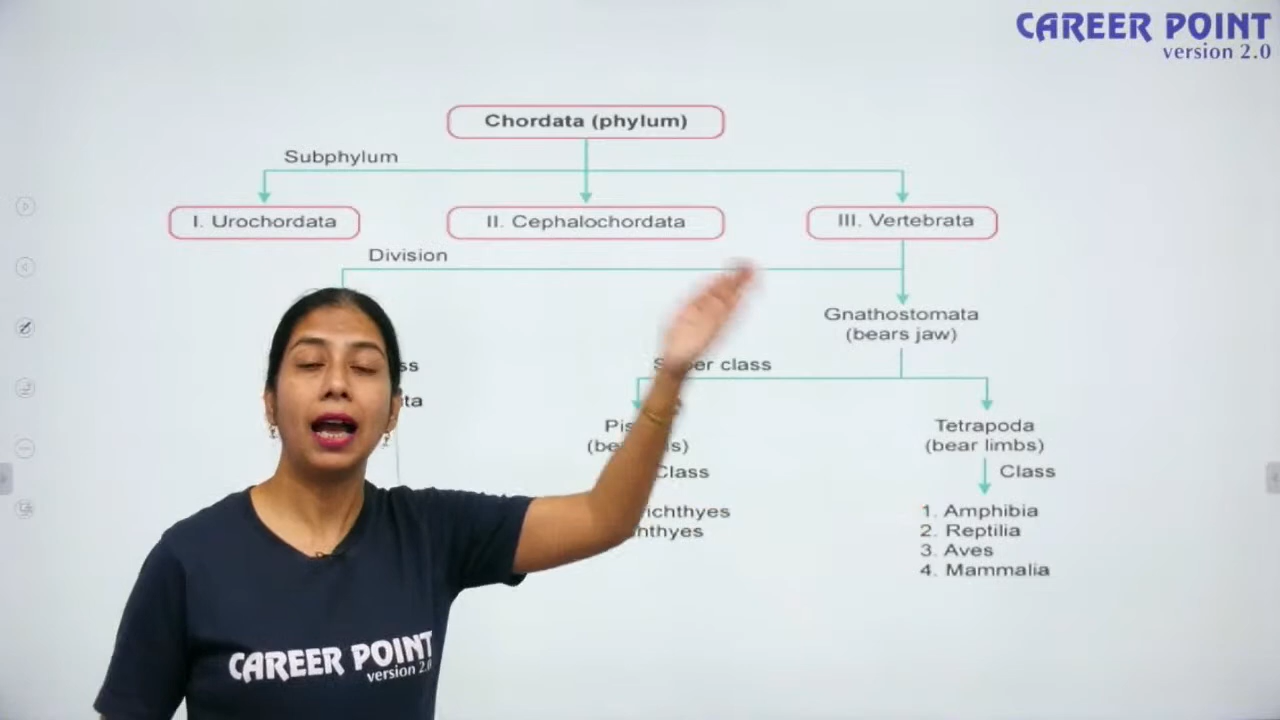 CAREER POINT
version 2.0
Chordata (phylum)
Subphylum
I. Urochordata
II. Cephalochordata
III. Vertebrata
Division
Gnathostomata
(bears jaw)
class
Tetrapoda
(bear limbs)
Class
Class
1. Amphibia
2. Reptilia
3. Aves
4. Mammalia
CAREER POINT
version 2.0